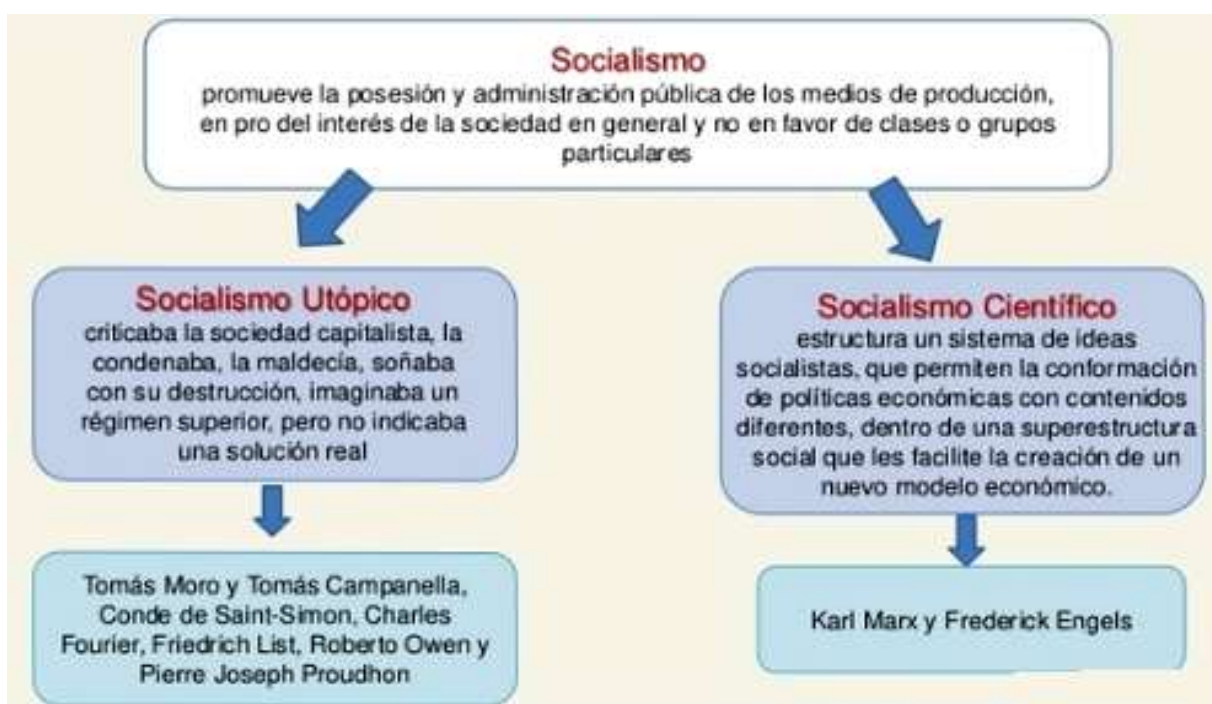 Socialismo
promueve la posesión y administración pública de los medios de producción,
en pro del interés de la sociedad en general y no en favor de clases o grupos
particulares
Socialismo Utópico
criticaba la sociedad capitalista, la
condenaba, la maldecía, soñaba
con su destrucción, imaginaba un
régimen superior, pero no indicaba
una solución real
Socialismo Científico
estructura un sistema de ideas
socialistas, que permiten la conformación
de políticas económicas con contenidos
diferentes, dentro de una superestructura
social que les facilite la creación de un
nuevo modelo económico.
Tomás Moro y Tomás Campanella,
Conde de Saint-Simon, Charles
Fourier, Friedrich List, Roberto Owen y
Pierre Joseph Proudhon
Karl Marx y Frederick Engels